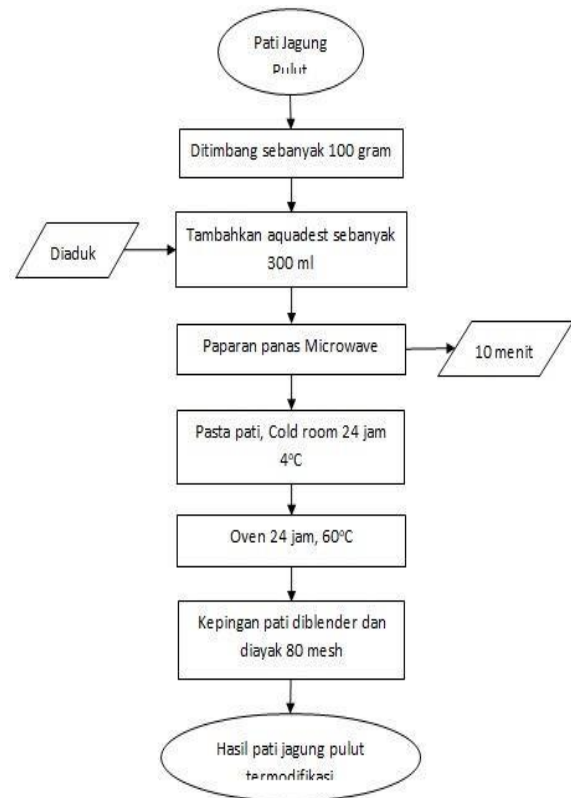 Pati Jagung
Pulut
Ditimbang sebanyak 100 gram
Diaduk
Tambahkan aquadest sebanyak
300 ml
Paparan panas Microwave
10 menit
Pasta pati, Cold room 24 jam
4°C
Oven 24 jam, 60°C
Kepingan pati diblender dan
diayak 80 mesh
Hasil pati jagung pulut
termodifikasi